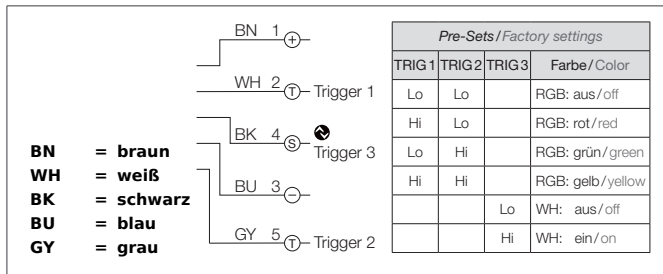 BN 1 +
WH 2 T Trigger 1
BK 4 S
Trigger 3
BU 3 −
GY 5 T Trigger 2
BN = braun
WH = weiß
BK = schwarz
BU = blau
GY = grau
Pre-Sets/Factory settings
TRIG 1 TRIG 2 TRIG 3 Farbe/Color
Lo Lo RGB: aus/off
Hi Lo RGB: rot/red
Lo Hi RGB: grün/green
Hi Hi RGB: gelb/yellow
Lo WH: aus/off
Hi WH: ein/on